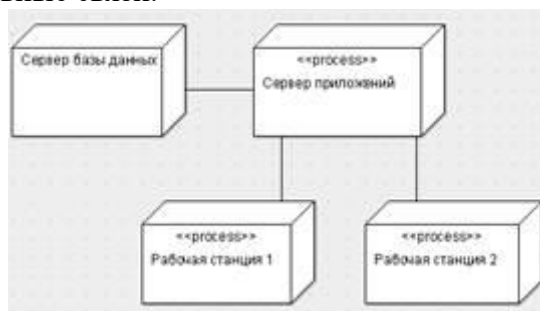 Сервер базы данных
<<process>>
Сервер приложений
<<process>>
Рабочая станция 1
<<process>>
Рабочая станция 2